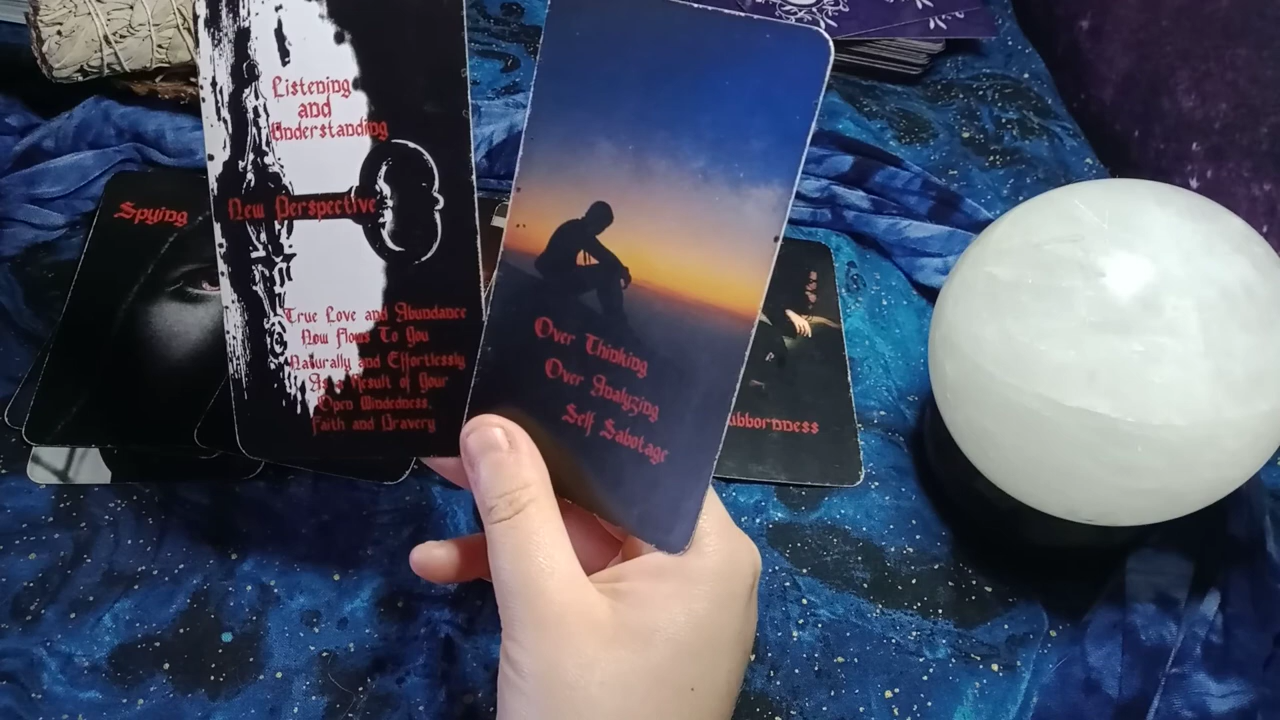 Spying
Listening
and
Understanding
New Perspective
True Love and Abundance
Now Flows To You
Naturally and Effortlessly
As a Result of Your
Open Mindedness,
Faith and Bravery
Over Thinking
Over Analyzing
Self Sabotage
ubbornness